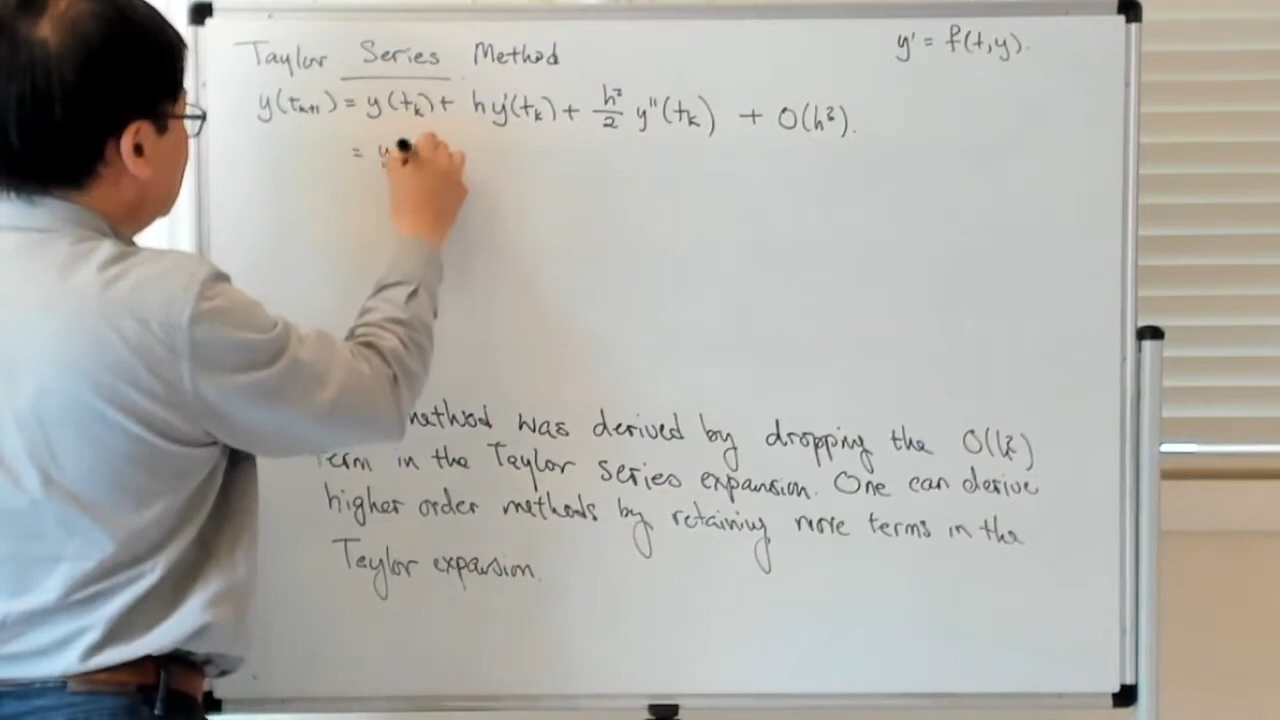 Taylor Series Method
y' = f(t,y).
y(tₖ₊₁) = y(tₖ) + hy'(tₖ) + h²/2 y''(tₖ) + O(h³).
= y
method was derived by dropping the O(h²)
term in the Taylor series expansion. One can derive
higher order methods by retaining more terms in the
Taylor expansion.